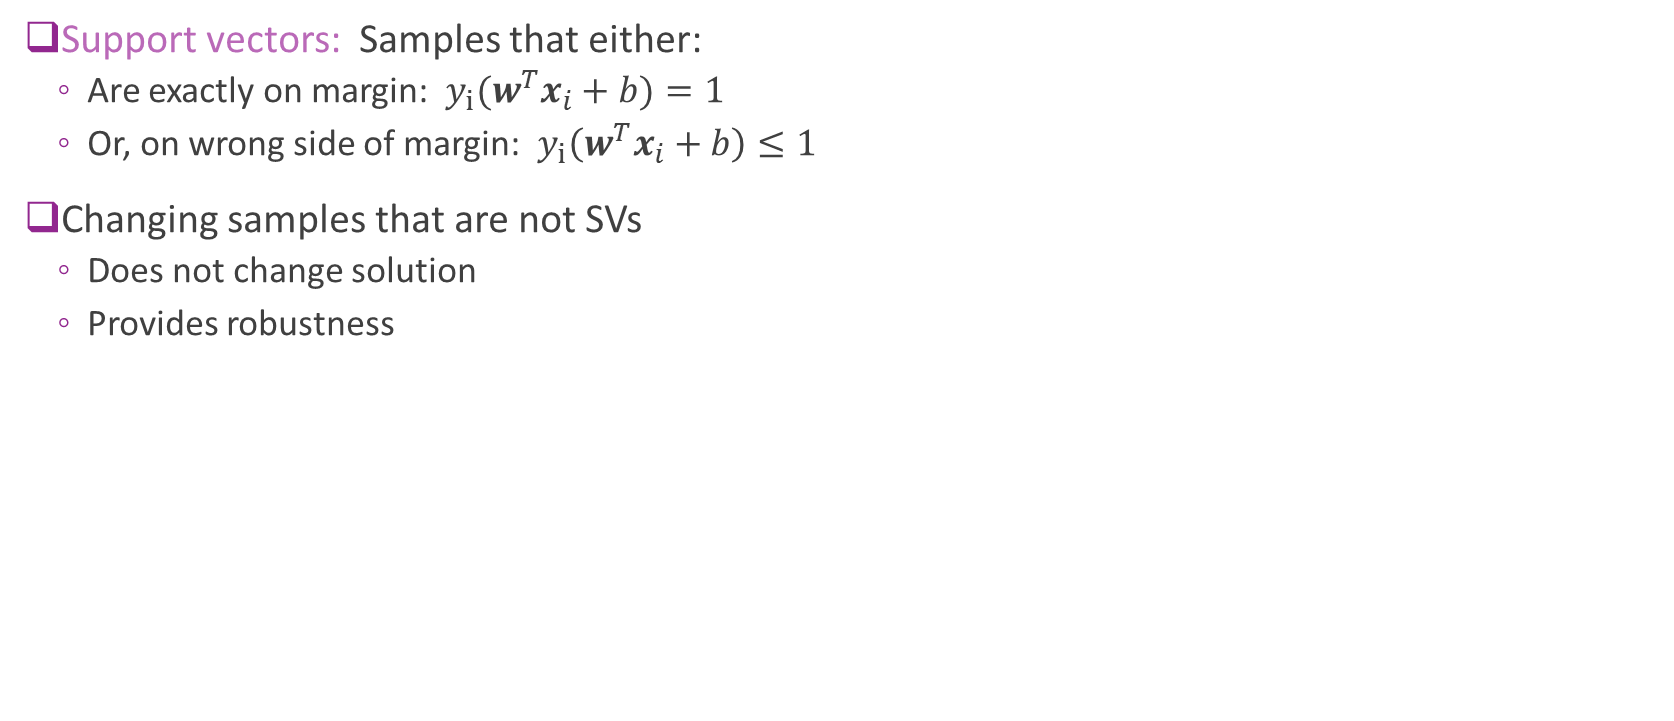 ❑Support vectors: Samples that either:
◦ Are exactly on margin: yᵢ(𝒘ᵀ𝒙ᵢ + b) = 1
◦ Or, on wrong side of margin: yᵢ(𝒘ᵀ𝒙ᵢ + b) ≤ 1
❑Changing samples that are not SVs
◦ Does not change solution
◦ Provides robustness